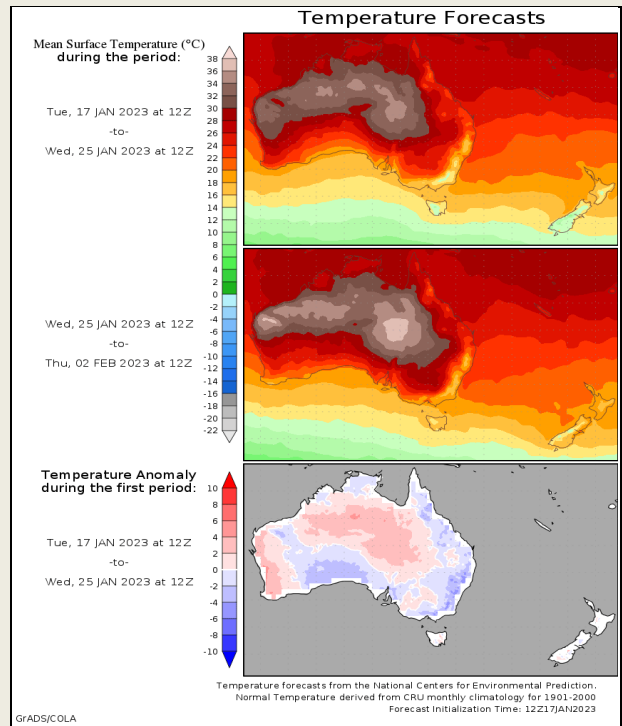 Temperature Forecasts
Mean Surface Temperature (°C)
during the period:
Tue, 17 JAN 2023 at 12Z
-to-
Wed, 25 JAN 2023 at 12Z
38
36
34
32
30
28
26
24
22
20
18
16
14
12
10
8
6
4
2
0
-2
-4
-6
-8
-10
-12
-14
-16
-18
-20
-22
Wed, 25 JAN 2023 at 12Z
-to-
Thu, 02 FEB 2023 at 12Z
Temperature Anomaly
during the first period:
Tue, 17 JAN 2023 at 12Z
-to-
Wed, 25 JAN 2023 at 12Z
10
8
6
4
2
0
-2
-4
-6
-8
-10
Temperature forecasts from the National Centers for Environmental Prediction.
Normal Temperature derived from CRU monthly climatology for 1901-2000
Forecast Initialization Time: 12Z17JAN2023
GrADS/COLA